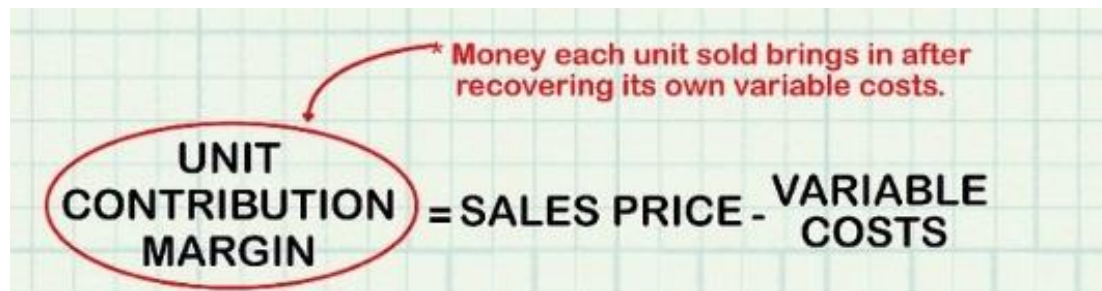 * Money each unit sold brings in after
recovering its own variable costs.
UNIT
CONTRIBUTION
MARGIN
= SALES PRICE - VARIABLE
COSTS